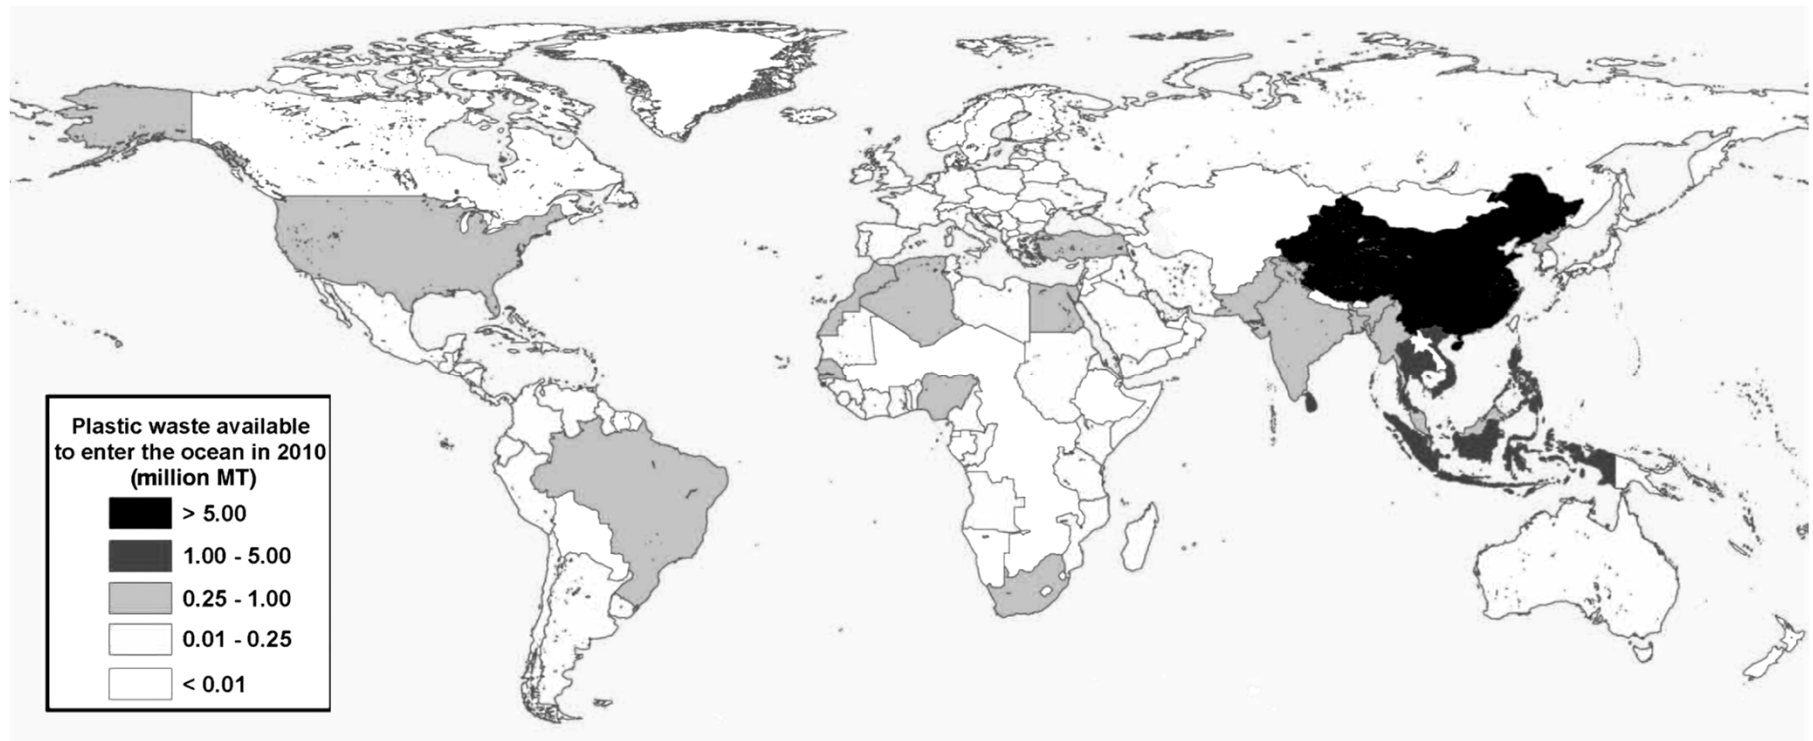 Plastic waste available
to enter the ocean in 2010
(million MT)
> 5.00
1.00 - 5.00
0.25 - 1.00
0.01 - 0.25
< 0.01